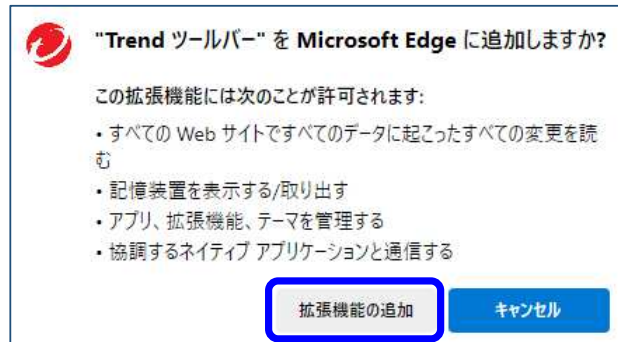 "Trend ツールバー" を Microsoft Edge に追加しますか?
この拡張機能には次のことが許可されます:
• すべての Web サイトですべてのデータに起こったすべての変更を読
む
• 記憶装置を表示する/取り出す
• アプリ、拡張機能、テーマを管理する
• 協調するネイティブ アプリケーションと通信する
拡張機能の追加
キャンセル